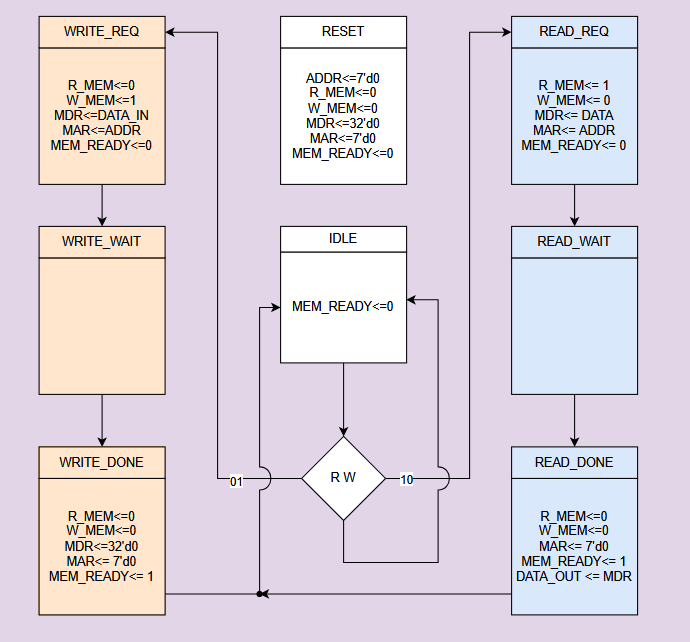 WRITE_REQ
R_MEM<=0
W_MEM<=1
MDR<=DATA_IN
MAR<=ADDR
MEM_READY<=0
RESET
ADDR<=7'd0
R_MEM<=0
W_MEM<=0
MDR<=32'd0
MAR<=7'd0
MEM_READY<=0
READ_REQ
R_MEM<= 1
W_MEM<= 0
MDR<= DATA
MAR<= ADDR
MEM_READY<= 0
WRITE_WAIT
IDLE
MEM_READY<=0
READ_WAIT
WRITE_DONE
R_MEM<=0
W_MEM<=0
MDR<=32'd0
MAR<= 7'd0
MEM_READY<= 1
01
R W
10
READ_DONE
R_MEM<=0
W_MEM<=0
MAR<= 7'd0
MEM_READY<= 1
DATA_OUT <= MDR